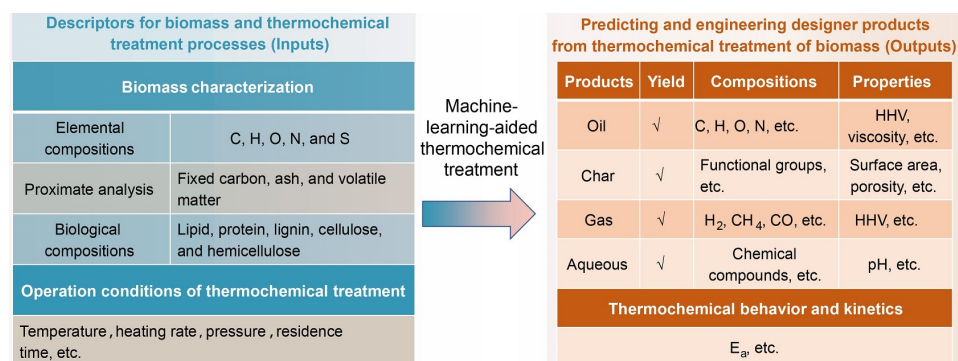 Descriptors for biomass and thermochemical
treatment processes (Inputs)
Biomass characterization
Elemental
compositions
C, H, O, N, and S
Proximate analysis
Fixed carbon, ash, and volatile
matter
Biological
compositions
Lipid, protein, lignin, cellulose,
and hemicellulose
Operation conditions of thermochemical treatment
Temperature, heating rate, pressure, residence
time, etc.
Machine-
learning-aided
thermochemical
treatment
Predicting and engineering designer products
from thermochemical treatment of biomass (Outputs)
Products Yield Compositions Properties
Oil √ C, H, O, N, etc.
HHV,
viscosity, etc.
Char √
Functional groups,
etc.
Surface area,
porosity, etc.
Gas √ H₂, CH₄, CO, etc. HHV, etc.
Aqueous √
Chemical
compounds, etc.
pH, etc.
Thermochemical behavior and kinetics
Eₐ, etc.